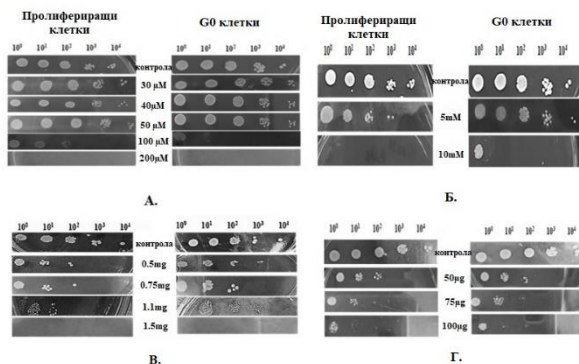 Пролифериращи клетки
G0 клетки
10⁰ 10¹ 10² 10³ 10⁴
10⁰ 10¹ 10² 10³ 10⁴
контрола
30 µM
40µM
50 µM
100 µM
200µM
А.
Пролифериращи клетки
G0 клетки
10⁰ 10¹ 10² 10³ 10⁴
10⁰ 10¹ 10² 10³ 10⁴
контрола
5mM
10mM
Б.
10⁰ 10¹ 10² 10³ 10⁴
10⁰ 10¹ 10² 10³ 10⁴
контрола
0.5mg
0.75mg
1.1mg
1.5mg
В.
10⁰ 10¹ 10² 10³ 10⁴
10⁰ 10¹ 10² 10³ 10⁴
контрола
50µg
75µg
100µg
Г.